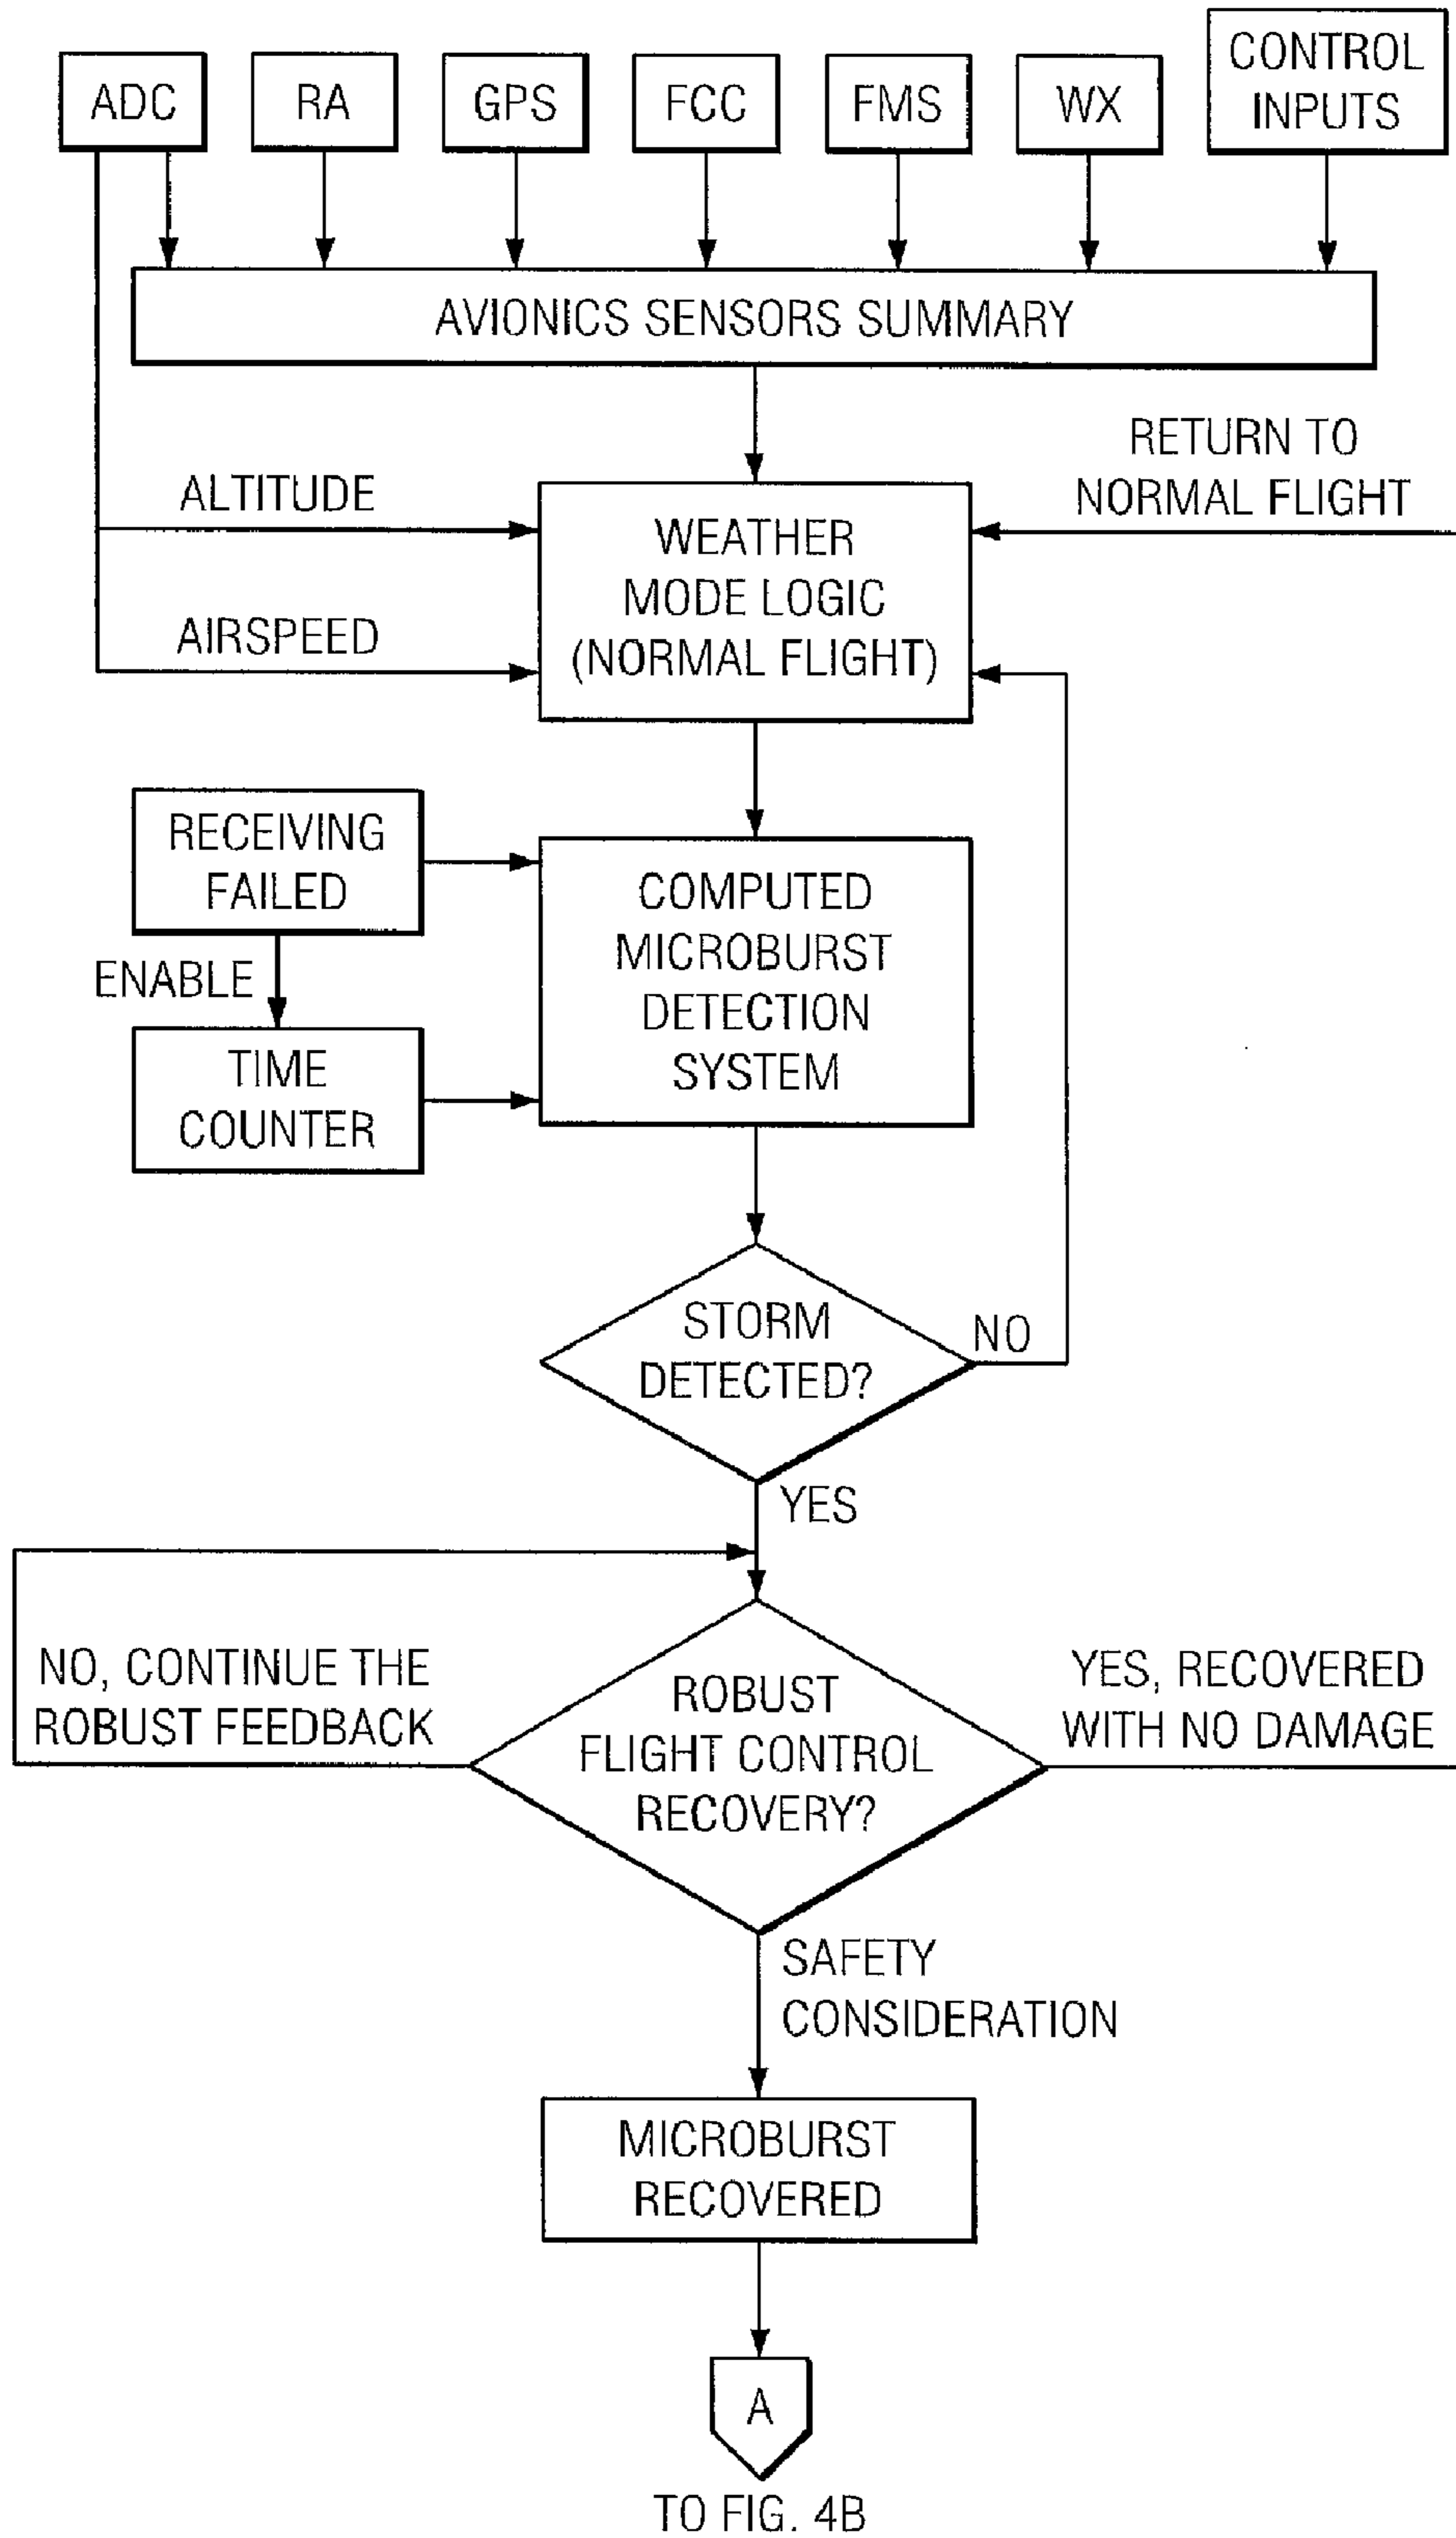 ADC
RA
GPS
FCC
FMS
WX
CONTROL
INPUTS
AVIONICS SENSORS SUMMARY
RETURN TO
NORMAL FLIGHT
ALTITUDE
AIRSPEED
WEATHER
MODE LOGIC
(NORMAL FLIGHT)
RECEIVING
FAILED
ENABLE
TIME
COUNTER
COMPUTED
MICROBURST
DETECTION
SYSTEM
STORM
DETECTED?
NO
YES
NO, CONTINUE THE
ROBUST FEEDBACK
ROBUST
FLIGHT CONTROL
RECOVERY?
YES, RECOVERED
WITH NO DAMAGE
SAFETY
CONSIDERATION
MICROBURST
RECOVERED
A
TO FIG. 4B